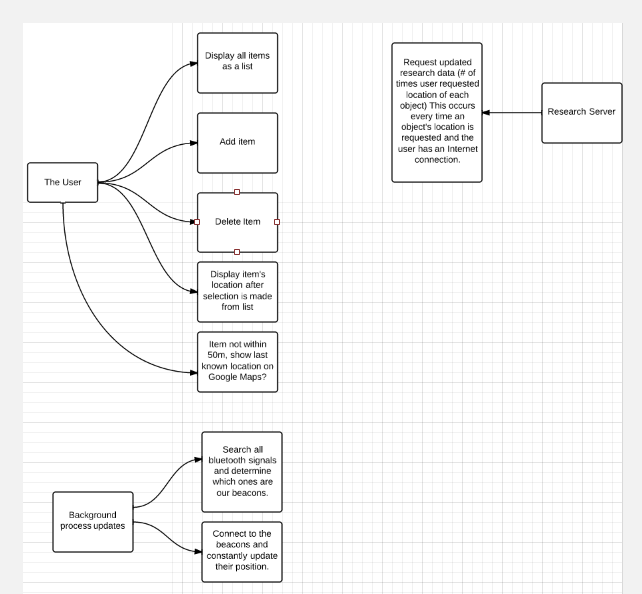 Display all items
as a list
Add item
The User
Delete Item
Display item's
location after
selection is made
from list
Item not within
50m, show last
known location on
Google Maps?
Request updated
research data (# of
times user requested
location of each
object) This occurs
every time an
object's location is
requested and the
user has an Internet
connection.
Research Server
Search all
bluetooth signals
and determine
which ones are
our beacons.
Background
process updates
Connect to the
beacons and
constantly update
their position.